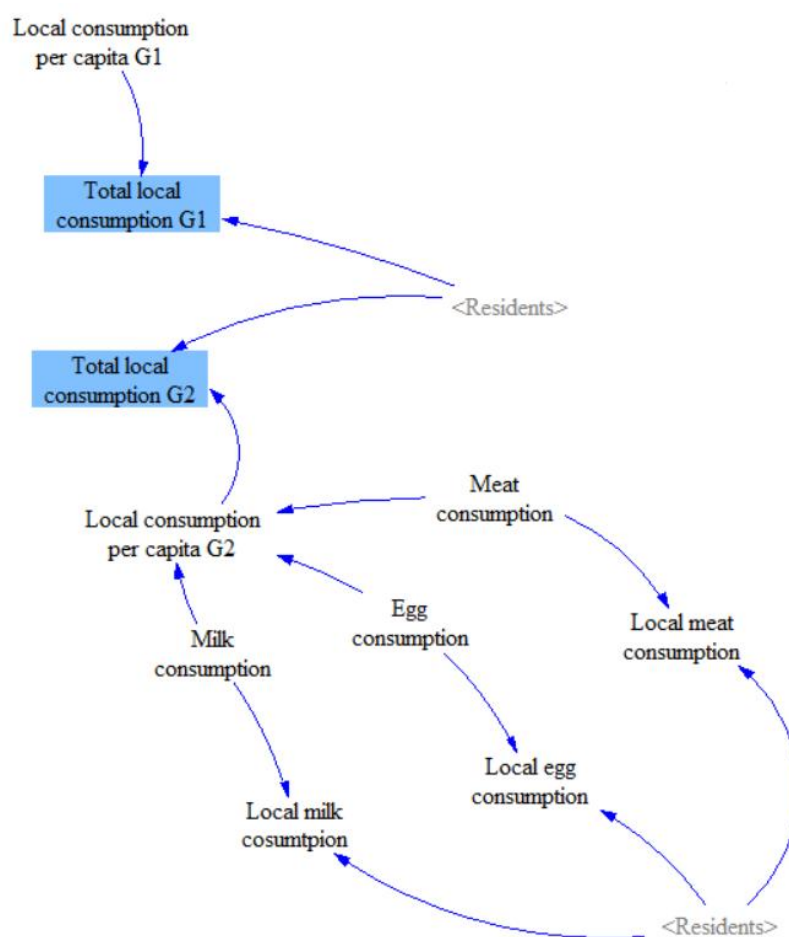 Local consumption
per capita G1
Total local
consumption G1
<Residents>
Total local
consumption G2
Local consumption
per capita G2
Meat
consumption
Egg
consumption
Milk
consumption
Local meat
consumption
Local egg
consumption
Local milk
cosumtpion
<Residents>